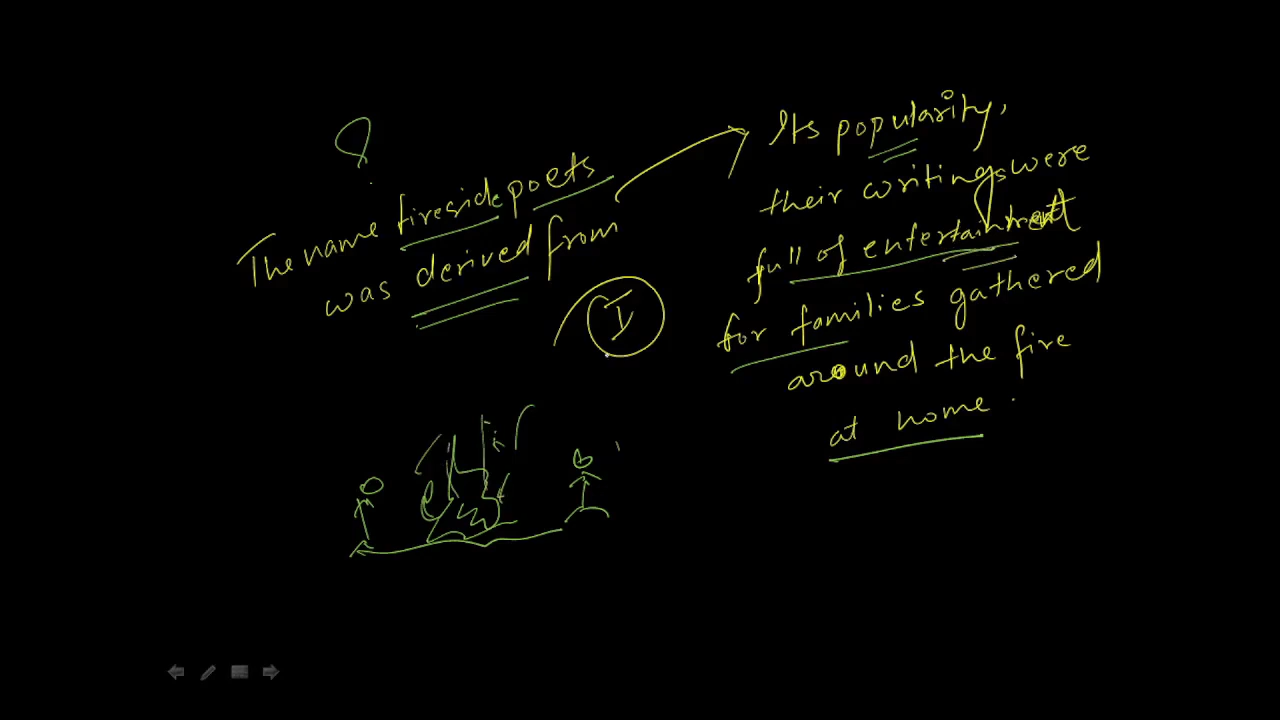 ?
The name fireside poets
was derived from
I
Its popularity,
their writings were
full of entertainment
for families gathered
around the fire
at home.